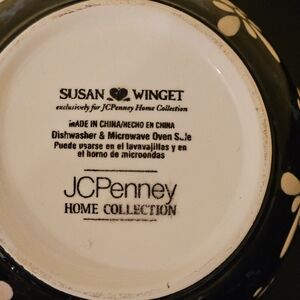 SUSAN WINGET
exclusively for JCPenney Home Collection
MADE IN CHINA/HECHO EN CHINA
Dishwasher & Microwave Oven Safe
Puede usarse en el lavavajillas y en
el horno de microondas
JCPenney
HOME COLLECTION